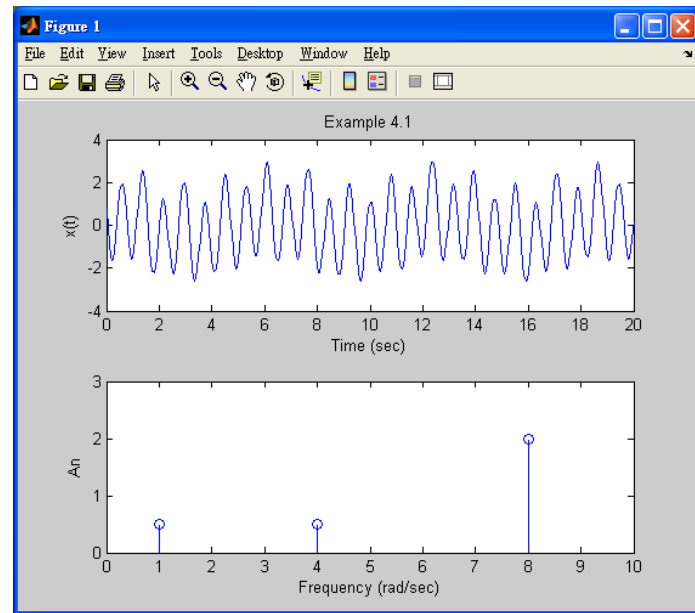 Figure 1
File Edit View Insert Tools Desktop Window Help
Example 4.1
4
2
0
-2
-4
x(t)
0 2 4 6 8 10 12 14 16 18 20
Time (sec)
3
2
1
0
An
0 1 2 3 4 5 6 7 8 9 10
Frequency (rad/sec)